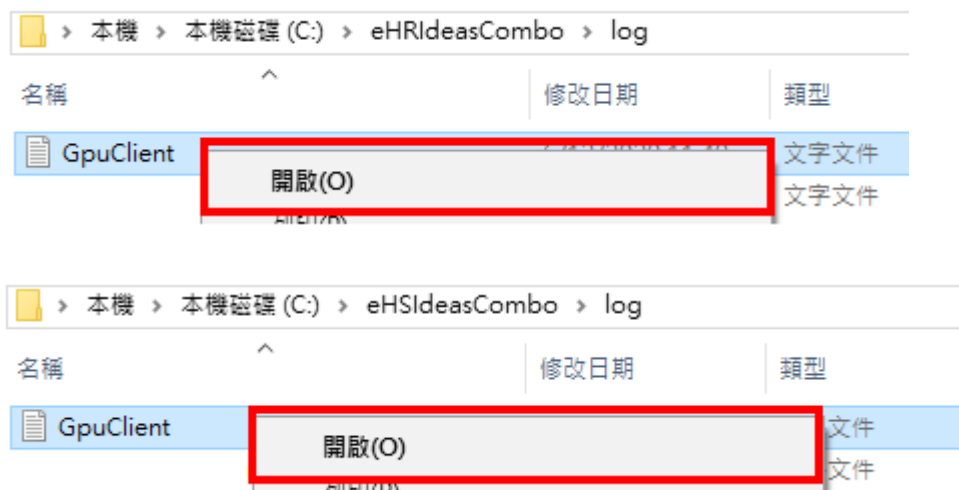 本機 > 本機磁碟 (C:) > eHRIdeasCombo > log
名稱 修改日期 類型
GpuClient 文字文件
開啟(O)
文字文件
本機 > 本機磁碟 (C:) > eHSIdeasCombo > log
名稱 修改日期 類型
GpuClient 文件
開啟(O)
文件